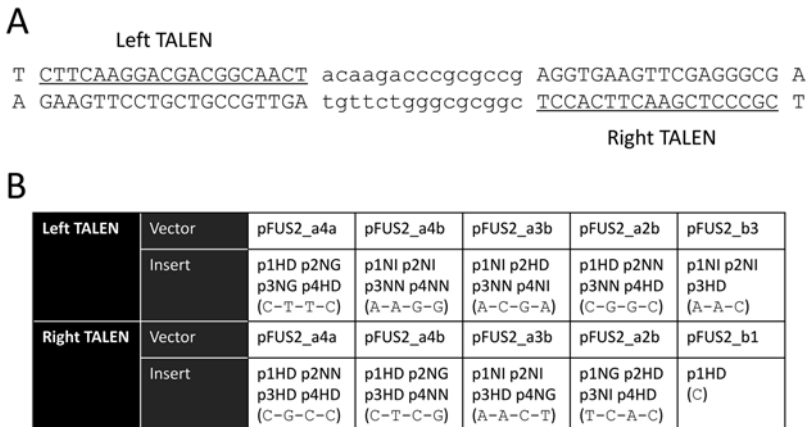 A
Left TALEN
T CTTCAAGGACGACGGCAACT acaagacccgcgccg AGGTGAAGTTCGAGGGCG A
A GAAGTTCCTGCTGCCGTTGA tgttctgggcgcggc TCCACTTCAAGCTCCCGC T
Right TALEN
B
Left TALEN Vector pFUS2_a4a pFUS2_a4b pFUS2_a3b pFUS2_a2b pFUS2_b3
Insert p1HD p2NG p1NI p2NI p1NI p2HD p1HD p2NN p1NI p2NI
p3NG p4HD p3NN p4NN p3NN p4NI p3NN p4HD p3HD
(C-T-T-C) (A-A-G-G) (A-C-G-A) (C-G-G-C) (A-A-C)
Right TALEN Vector pFUS2_a4a pFUS2_a4b pFUS2_a3b pFUS2_a2b pFUS2_b1
Insert p1HD p2NN p1HD p2NG p1NI p2NI p1NG p2HD p1HD
p3HD p4HD p3HD p4NN p3HD p4NG p3NI p4HD (C)
(C-G-C-C) (C-T-C-G) (A-A-C-T) (T-C-A-C)